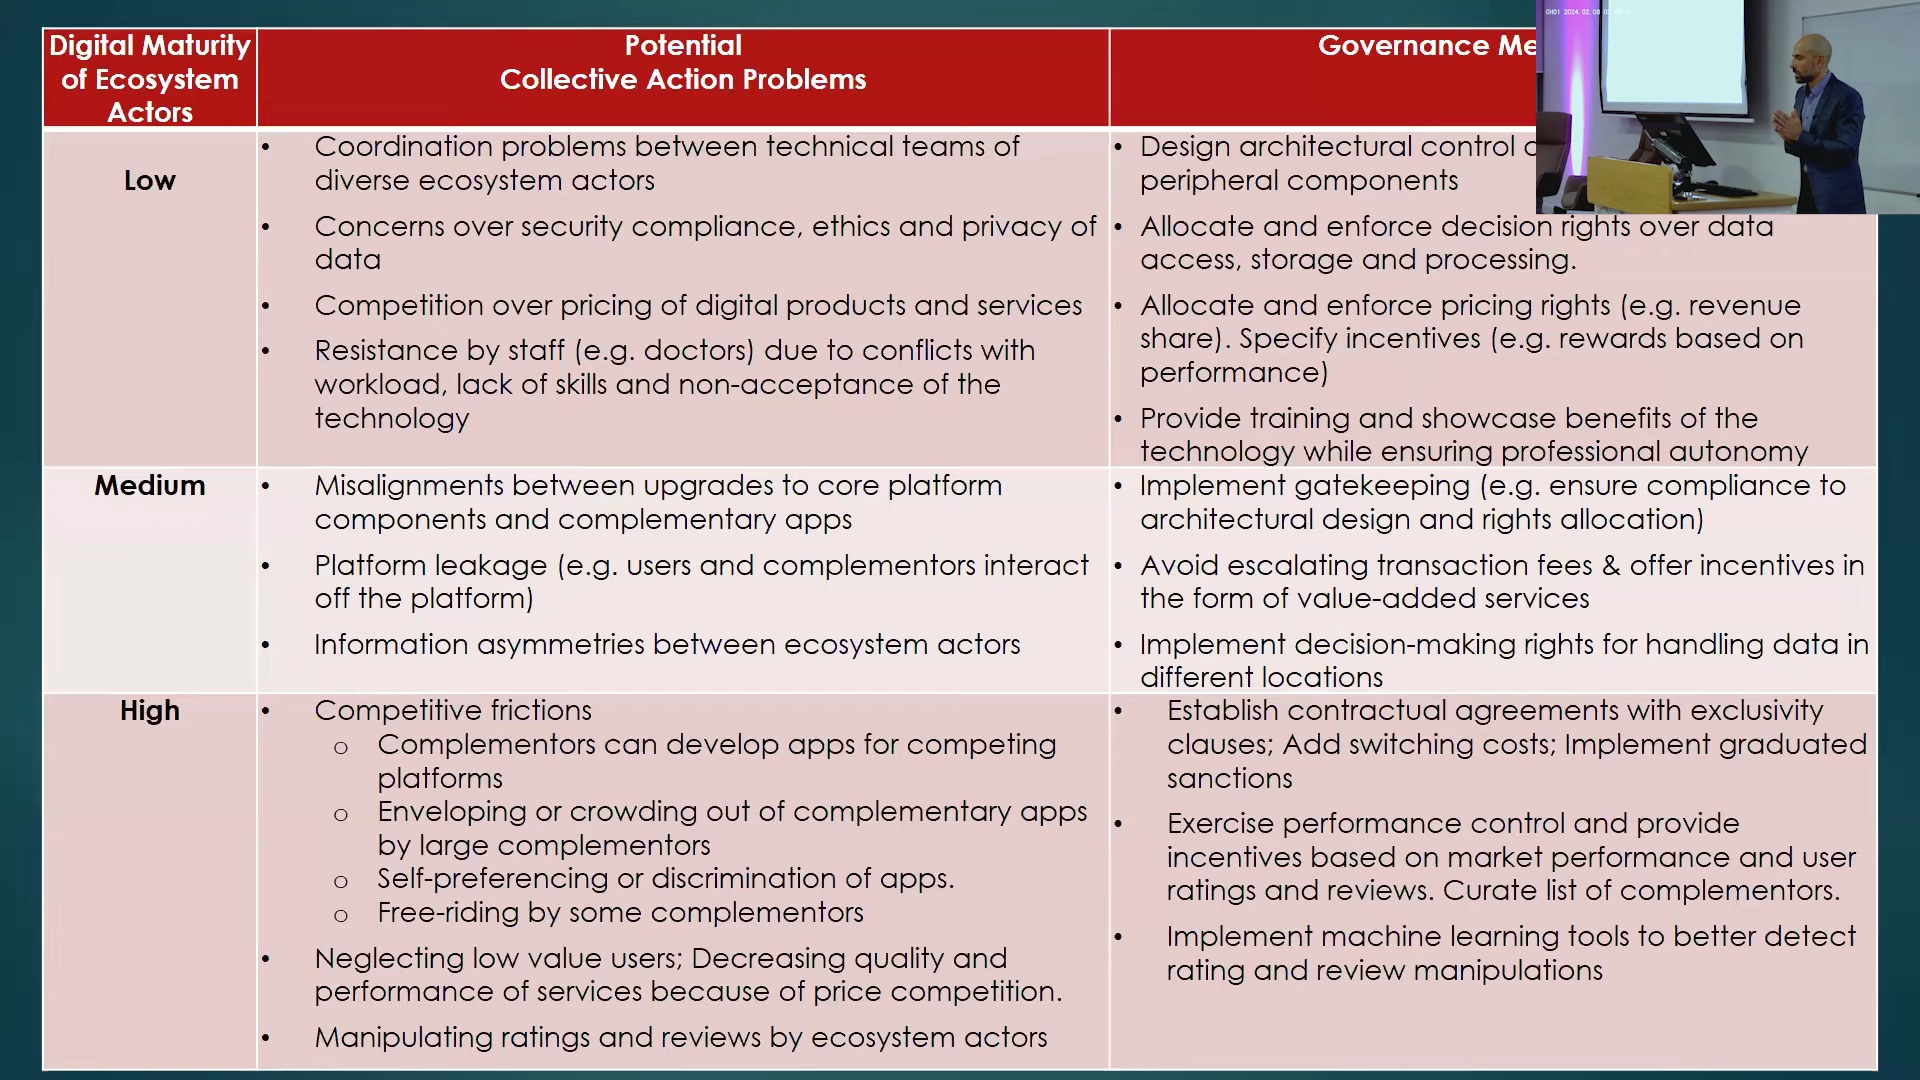 Digital Maturity
of Ecosystem
Actors
Potential
Collective Action Problems
Governance
Low
• Coordination problems between technical teams of
diverse ecosystem actors
• Concerns over security compliance, ethics and privacy of
data
• Competition over pricing of digital products and services
• Resistance by staff (e.g. doctors) due to conflicts with
workload, lack of skills and non-acceptance of the
technology
• Design architectural control
peripheral components
• Allocate and enforce decision rights over data
access, storage and processing.
• Allocate and enforce pricing rights (e.g. revenue
share). Specify incentives (e.g. rewards based on
performance)
• Provide training and showcase benefits of the
technology while ensuring professional autonomy
Medium
• Misalignments between upgrades to core platform
components and complementary apps
• Platform leakage (e.g. users and complementors interact
off the platform)
• Information asymmetries between ecosystem actors
• Implement gatekeeping (e.g. ensure compliance to
architectural design and rights allocation)
• Avoid escalating transaction fees & offer incentives in
the form of value-added services
• Implement decision-making rights for handling data in
different locations
High
• Competitive frictions
o Complementors can develop apps for competing
platforms
o Enveloping or crowding out of complementary apps
by large complementors
o Self-preferencing or discrimination of apps.
o Free-riding by some complementors
• Neglecting low value users; Decreasing quality and
performance of services because of price competition.
• Manipulating ratings and reviews by ecosystem actors
• Establish contractual agreements with exclusivity
clauses; Add switching costs; Implement graduated
sanctions
• Exercise performance control and provide
incentives based on market performance and user
ratings and reviews. Curate list of complementors.
• Implement machine learning tools to better detect
rating and review manipulations